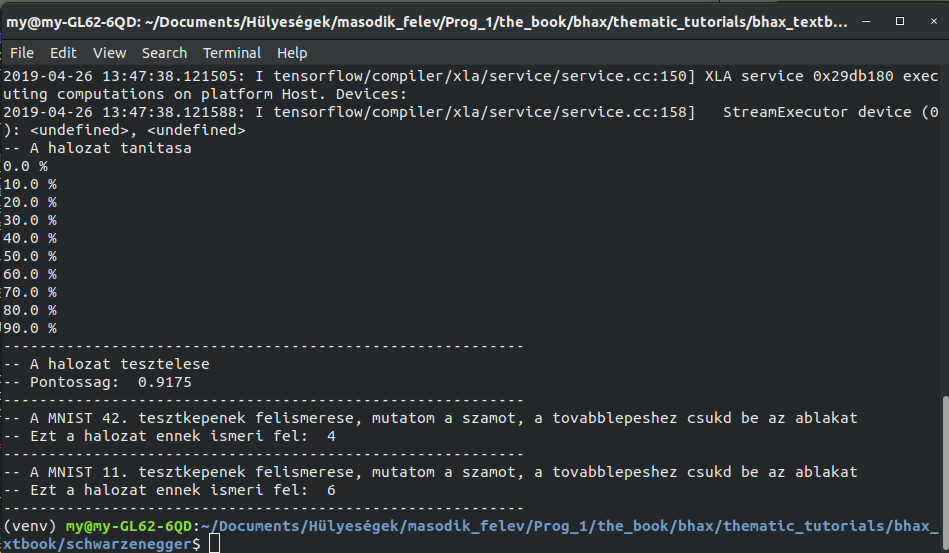 my@my-GL62-6QD: ~/Documents/Hülyeségek/masodik_felev/Prog_1/the_book/bhax/thematic_tutorials/bhax_textb...
File Edit View Search Terminal Help
2019-04-26 13:47:38.121505: I tensorflow/compiler/xla/service/service.cc:150] XLA service 0x29db180 exec
uting computations on platform Host. Devices:
2019-04-26 13:47:38.121588: I tensorflow/compiler/xla/service/service.cc:158]   StreamExecutor device (0
): <undefined>, <undefined>
-- A halozat tanitasa
0.0 %
10.0 %
20.0 %
30.0 %
40.0 %
50.0 %
60.0 %
70.0 %
80.0 %
90.0 %
----------------------------------------------------------
-- A halozat tesztelese
-- Pontossag:  0.9175
----------------------------------------------------------
-- A MNIST 42. tesztkepenek felismerese, mutatom a szamot, a tovabblepeshez csukd be az ablakat
-- Ezt a halozat ennek ismeri fel:  4
----------------------------------------------------------
-- A MNIST 11. tesztkepenek felismerese, mutatom a szamot, a tovabblepeshez csukd be az ablakat
-- Ezt a halozat ennek ismeri fel:  6
----------------------------------------------------------
(venv) my@my-GL62-6QD:~/Documents/Hülyeségek/masodik_felev/Prog_1/the_book/bhax/thematic_tutorials/bhax_
xtbook/schwarzenegger$